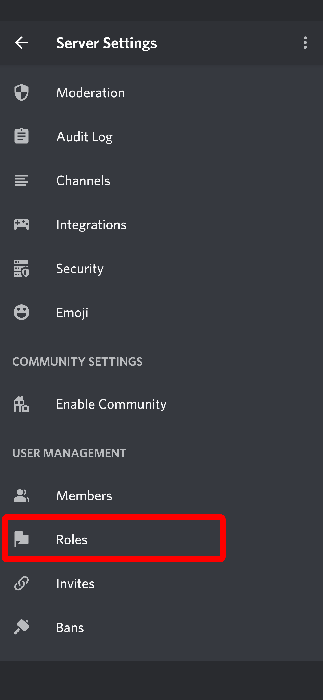 Server Settings
Moderation
Audit Log
Channels
Integrations
Security
Emoji
COMMUNITY SETTINGS
Enable Community
USER MANAGEMENT
Members
Roles
Invites
Bans